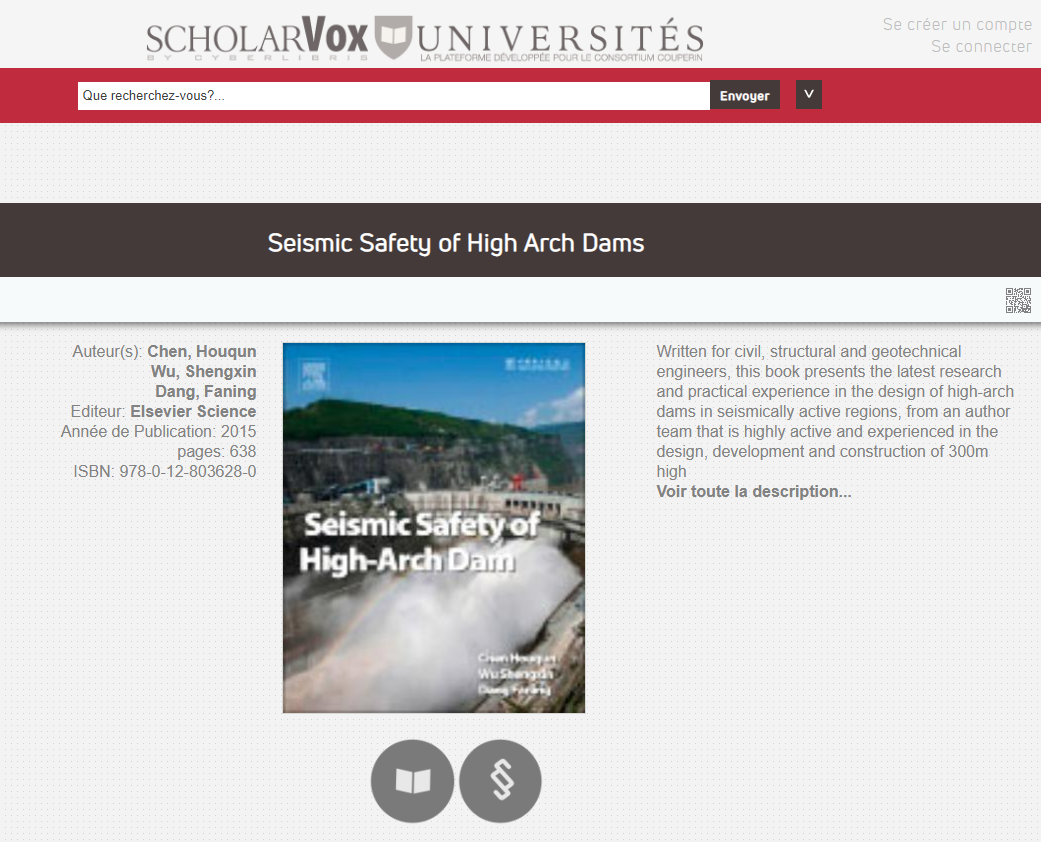 SCHOLARVOX UNIVERSITÉS
BY CYBERLIBRIS
LA PLATEFORME DÉVELOPPÉE POUR LE CONSORTIUM COUPERIN
Se créer un compte
Se connecter
Que recherchez-vous?...
Envoyer
V
Seismic Safety of High Arch Dams
Auteur(s): Chen, Houqun
Wu, Shengxin
Dang, Faning
Editeur: Elsevier Science
Année de Publication: 2015
pages: 638
ISBN: 978-0-12-803628-0
Seismic Safety of
High-Arch Dam
Chen Houqun
Wu Shengxin
Dang Faning
Written for civil, structural and geotechnical
engineers, this book presents the latest research
and practical experience in the design of high-arch
dams in seismically active regions, from an author
team that is highly active and experienced in the
design, development and construction of 300m
high
Voir toute la description...
§